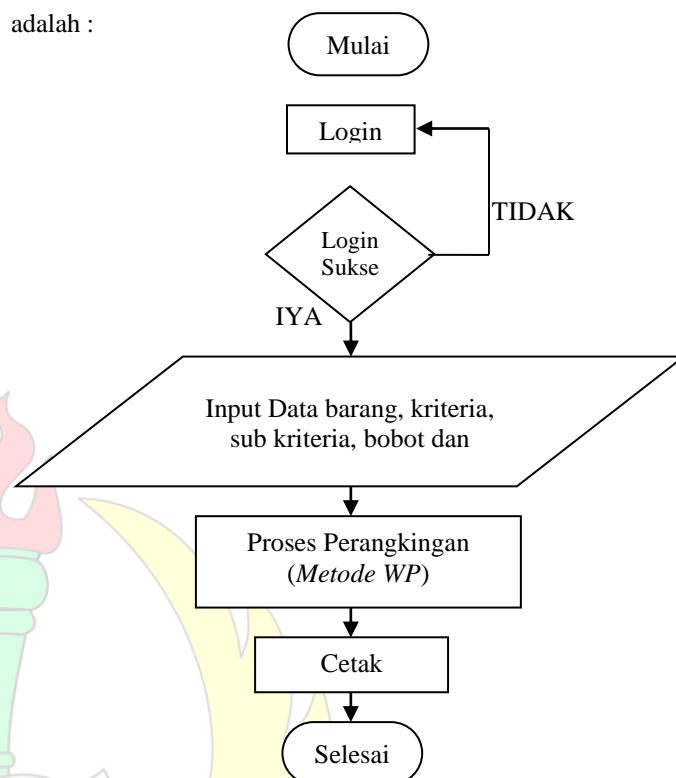 adalah :
Mulai
Login
TIDAK
Login
Sukse
IYA
Input Data barang, kriteria,
sub kriteria, bobot dan
Proses Perangkingan
(Metode WP)
Cetak
Selesai